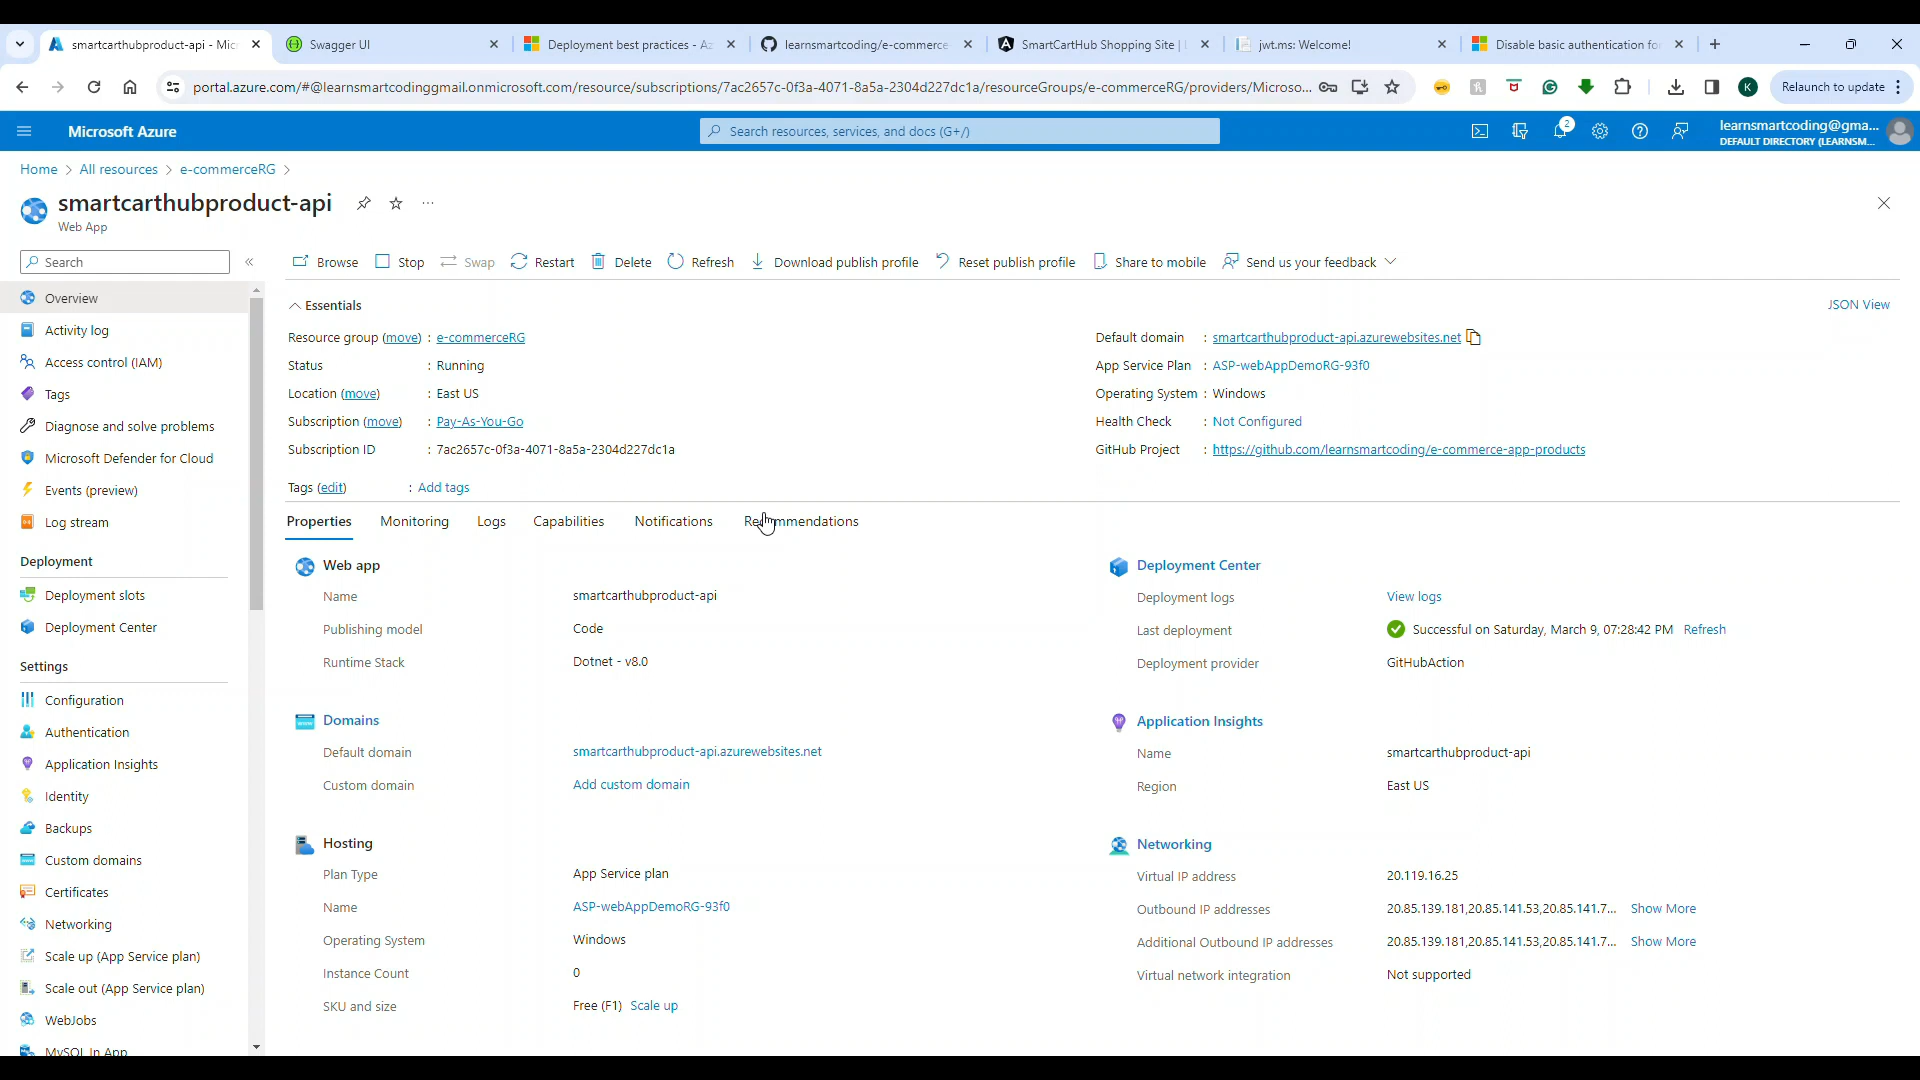 smartcarthubproduct-api - Mic
Swagger UI
Deployment best practices - Az
learnsmartcoding/e-commerce
SmartCartHub Shopping Site |
jwt.ms: Welcome!
Disable basic authentication for
portal.azure.com/#@learnsmartcodinggmail.onmicrosoft.com/resource/subscriptions/7ac2657c-0f3a-4071-8a5a-2304d227dc1a/resourceGroups/e-commerceRG/providers/Microso...
K
Relaunch to update
Microsoft Azure
Search resources, services, and docs (G+/)
2
learnsmartcoding@gma...
DEFAULT DIRECTORY (LEARNSM...
Home > All resources > e-commerceRG >
smartcarthubproduct-api
Web App
Search
Browse
Stop
Swap
Restart
Delete
Refresh
Download publish profile
Reset publish profile
Share to mobile
Send us your feedback
Overview
Activity log
Access control (IAM)
Tags
Diagnose and solve problems
Microsoft Defender for Cloud
Events (preview)
Log stream
Deployment
Deployment slots
Deployment Center
Settings
Configuration
Authentication
Application Insights
Identity
Backups
Custom domains
Certificates
Networking
Scale up (App Service plan)
Scale out (App Service plan)
WebJobs
MySQL In App
Essentials
JSON View
Resource group (move) : e-commerceRG
Status : Running
Location (move) : East US
Subscription (move) : Pay-As-You-Go
Subscription ID : 7ac2657c-0f3a-4071-8a5a-2304d227dc1a
Default domain : smartcarthubproduct-api.azurewebsites.net
App Service Plan : ASP-webAppDemoRG-93f0
Operating System : Windows
Health Check : Not Configured
GitHub Project : https://github.com/learnsmartcoding/e-commerce-app-products
Tags (edit) : Add tags
Properties
Monitoring
Logs
Capabilities
Notifications
Recommendations
Web app
Name smartcarthubproduct-api
Publishing model Code
Runtime Stack Dotnet - v8.0
Domains
Default domain smartcarthubproduct-api.azurewebsites.net
Custom domain Add custom domain
Hosting
Plan Type App Service plan
Name ASP-webAppDemoRG-93f0
Operating System Windows
Instance Count 0
SKU and size Free (F1) Scale up
Deployment Center
Deployment logs View logs
Last deployment Successful on Saturday, March 9, 07:28:42 PM Refresh
Deployment provider GitHubAction
Application Insights
Name smartcarthubproduct-api
Region East US
Networking
Virtual IP address 20.119.16.25
Outbound IP addresses 20.85.139.181,20.85.141.53,20.85.141.7... Show More
Additional Outbound IP addresses 20.85.139.181,20.85.141.53,20.85.141.7... Show More
Virtual network integration Not supported